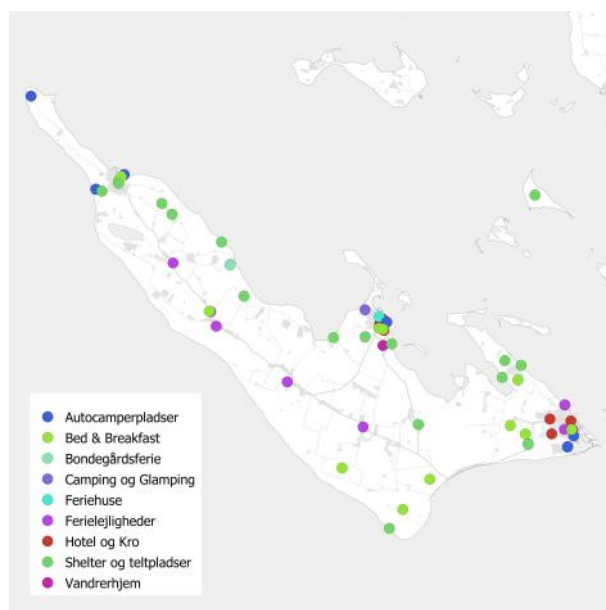 Autocamperpladser
Bed & Breakfast
Bondegårdsferie
Camping og Glamping
Feriehuse
Ferielejligheder
Hotel og Kro
Shelter og teltpladser
Vandrerhjem